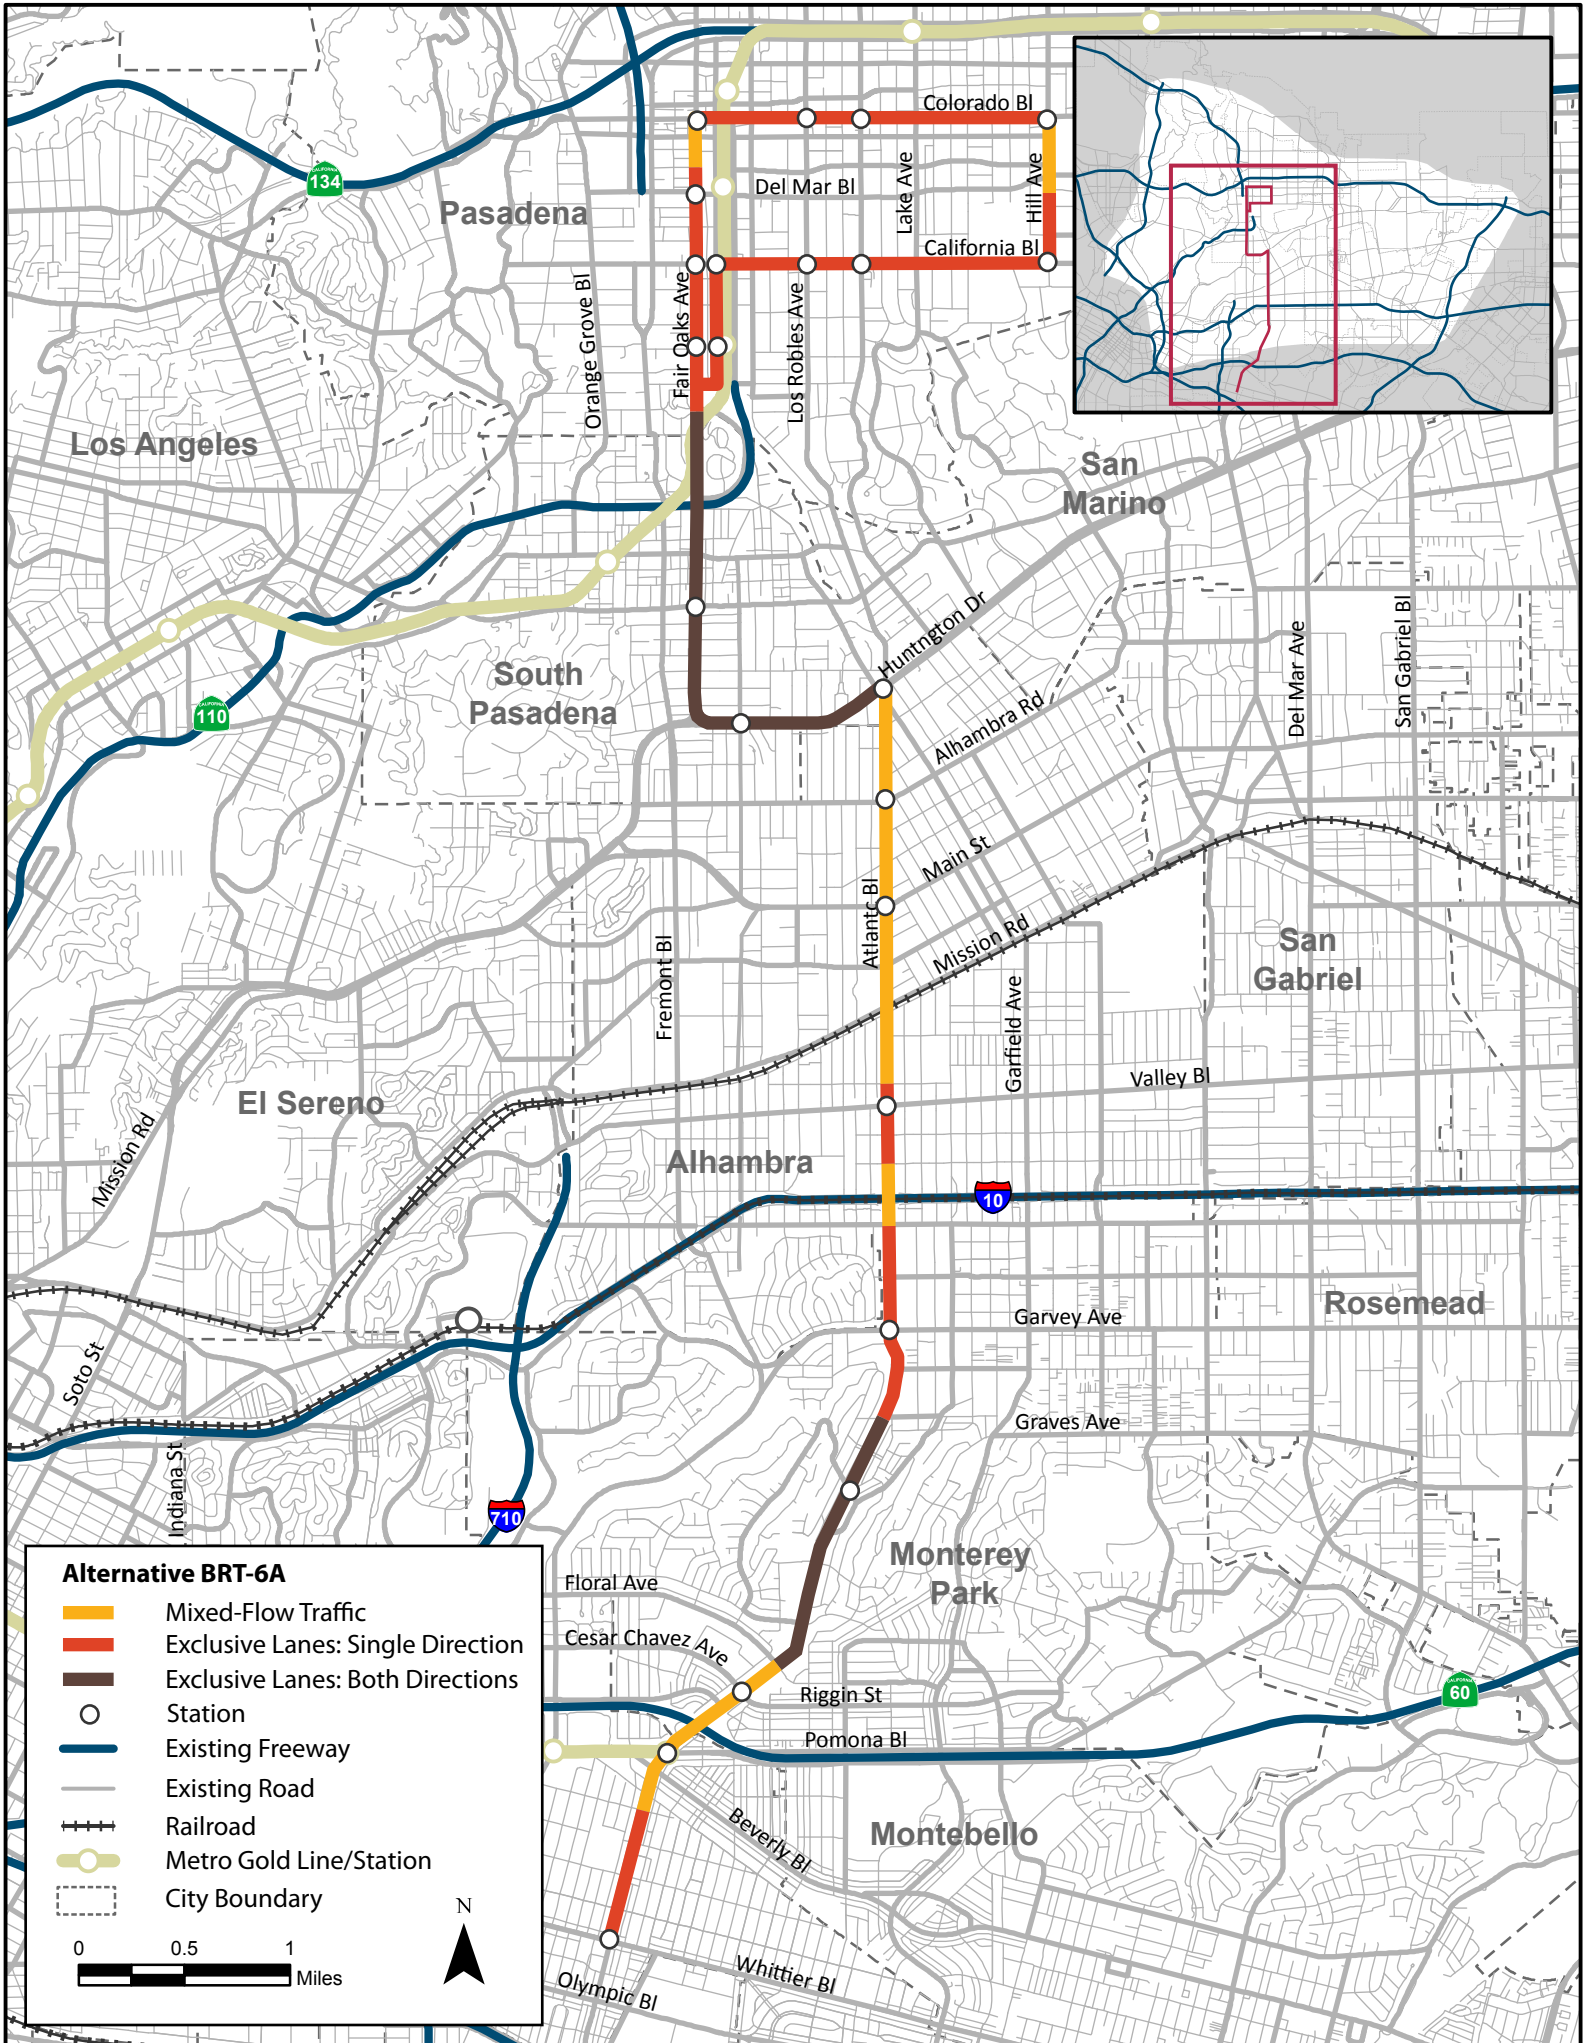 Colorado Bl
CALIFORNIA
134
Pasadena
Del Mar Bl
Lake Ave
Hill Ave
California Bl
Orange Grove Bl
Fair Oaks Ave
Los Robles Ave
Los Angeles
San
Marino
Huntngton Dr
South
Pasadena
Del Mar Ave
San Gabriel Bl
CALIFORNIA
110
Alhambra Rd
Main St
Atlantc Bl
Mission Rd
San
Gabriel
Fremont Bl
Garfield Ave
Valley Bl
El Sereno
Mission Rd
Alhambra
10
Rosemead
Garvey Ave
Soto St
Graves Ave
Indiana St
710
Monterey
Park
Floral Ave
Cesar Chavez Ave
Riggin St
CALIFORNIA
60
Pomona Bl
Beverly Bl
Montebello
Whittier Bl
Olympic Bl
Alternative BRT-6A
Mixed-Flow Traffic
Exclusive Lanes: Single Direction
Exclusive Lanes: Both Directions
Station
Existing Freeway
Existing Road
Railroad
Metro Gold Line/Station
City Boundary
N
0 0.5 1
Miles